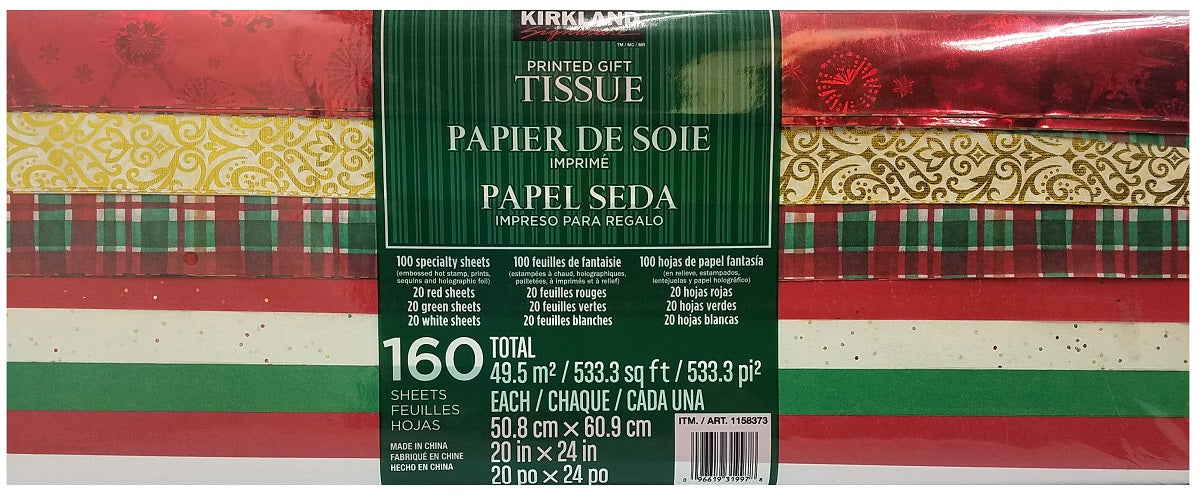 KIRKLAND
Signature
TM / MC / MR
PRINTED GIFT
TISSUE
PAPIER DE SOIE
IMPRIMÉ
PAPEL SEDA
IMPRESO PARA REGALO
100 specialty sheets
(embossed hot stamp, prints,
sequins and holographic foil)
20 red sheets
20 green sheets
20 white sheets
100 feuilles de fantaisie
(estampées à chaud, holographiques,
pailletées, à imprimés et à relief)
20 feuilles rouges
20 feuilles vertes
20 feuilles blanches
100 hojas de papel fantasía
(en relieve, estampados,
lentejuelas y papel holográfico)
20 hojas rojas
20 hojas verdes
20 hojas blancas
160
SHEETS
FEUILLES
HOJAS
MADE IN CHINA
FABRIQUÉ EN CHINE
HECHO EN CHINA
TOTAL
49.5 m² / 533.3 sq ft / 533.3 pi²
EACH / CHAQUE / CADA UNA
50.8 cm × 60.9 cm
20 in × 24 in
20 po × 24 po
ITM. / ART. 1158373
0 96619 31997 8